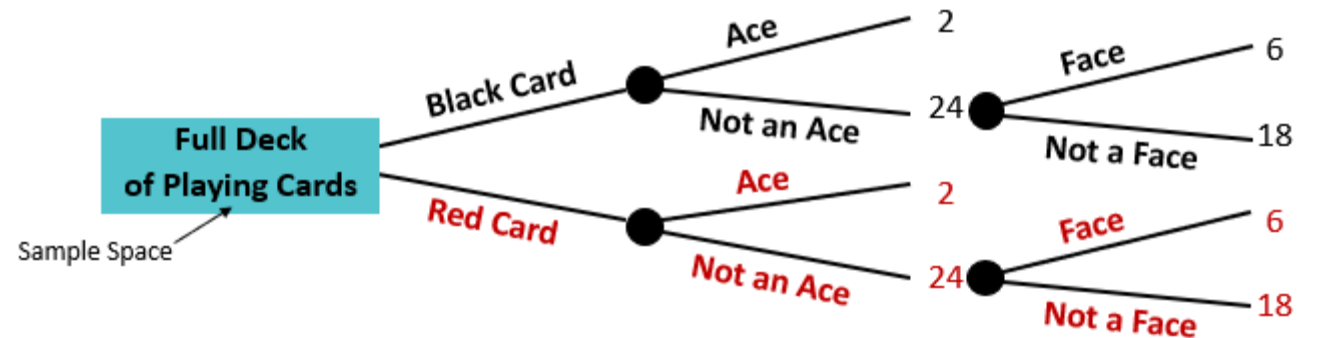 Ace
2
Face
6
Black Card
Not an Ace
24
Not a Face
18
Full Deck
of Playing Cards
Sample Space
Red Card
Ace
2
Face
6
Not an Ace
24
Not a Face
18